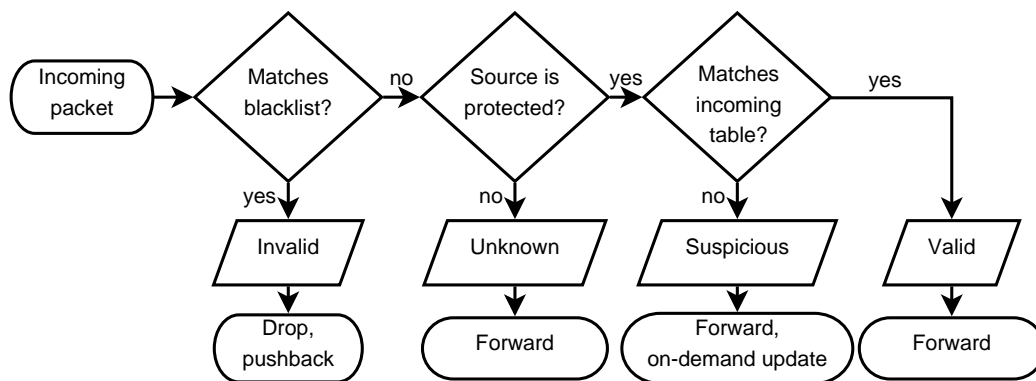 Incoming
packet
Matches
blacklist?
no
Source is
protected?
yes
Matches
incoming
table?
yes
yes
no
no
Invalid
Unknown
Suspicious
Valid
Drop,
pushback
Forward
Forward,
on-demand update
Forward